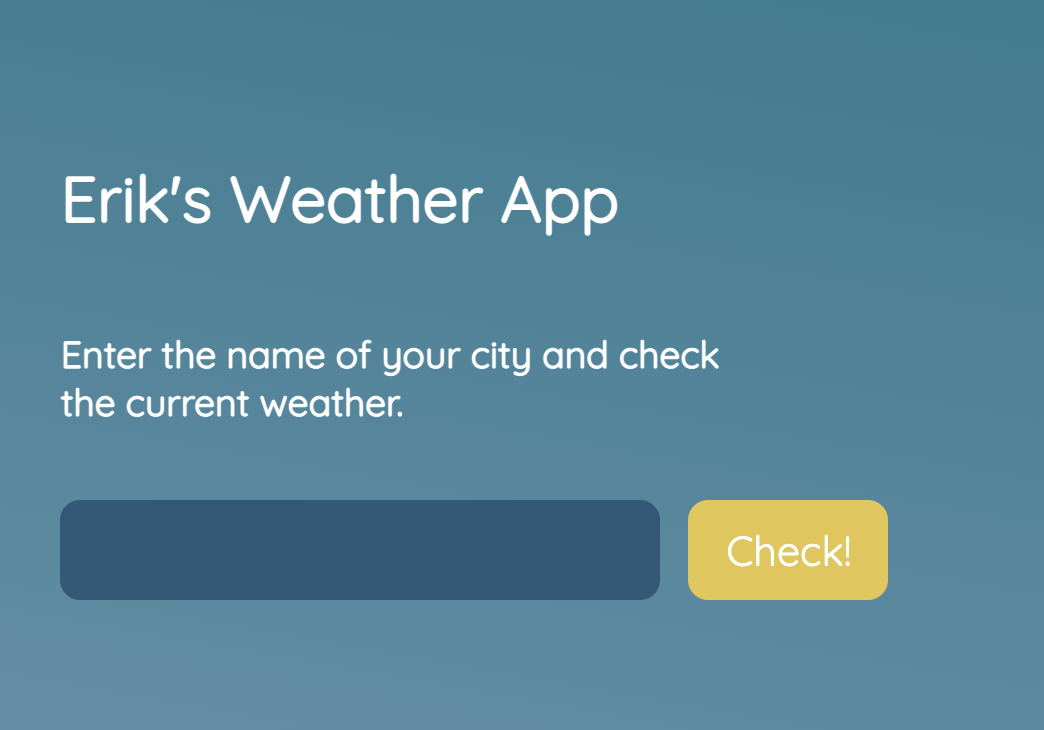 Erik's Weather App
Enter the name of your city and check
the current weather.
Check!